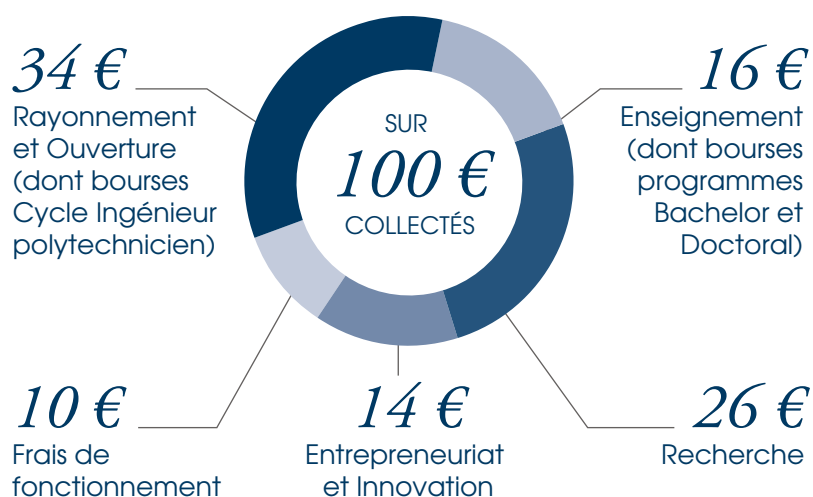 34 €
Rayonnement
et Ouverture
(dont bourses
Cycle Ingénieur
polytechnicien)
SUR
100 €
COLLECTÉS
16 €
Enseignement
(dont bourses
programmes
Bachelor et
Doctoral)
10 €
Frais de
fonctionnement
14 €
Entrepreneuriat
et Innovation
26 €
Recherche